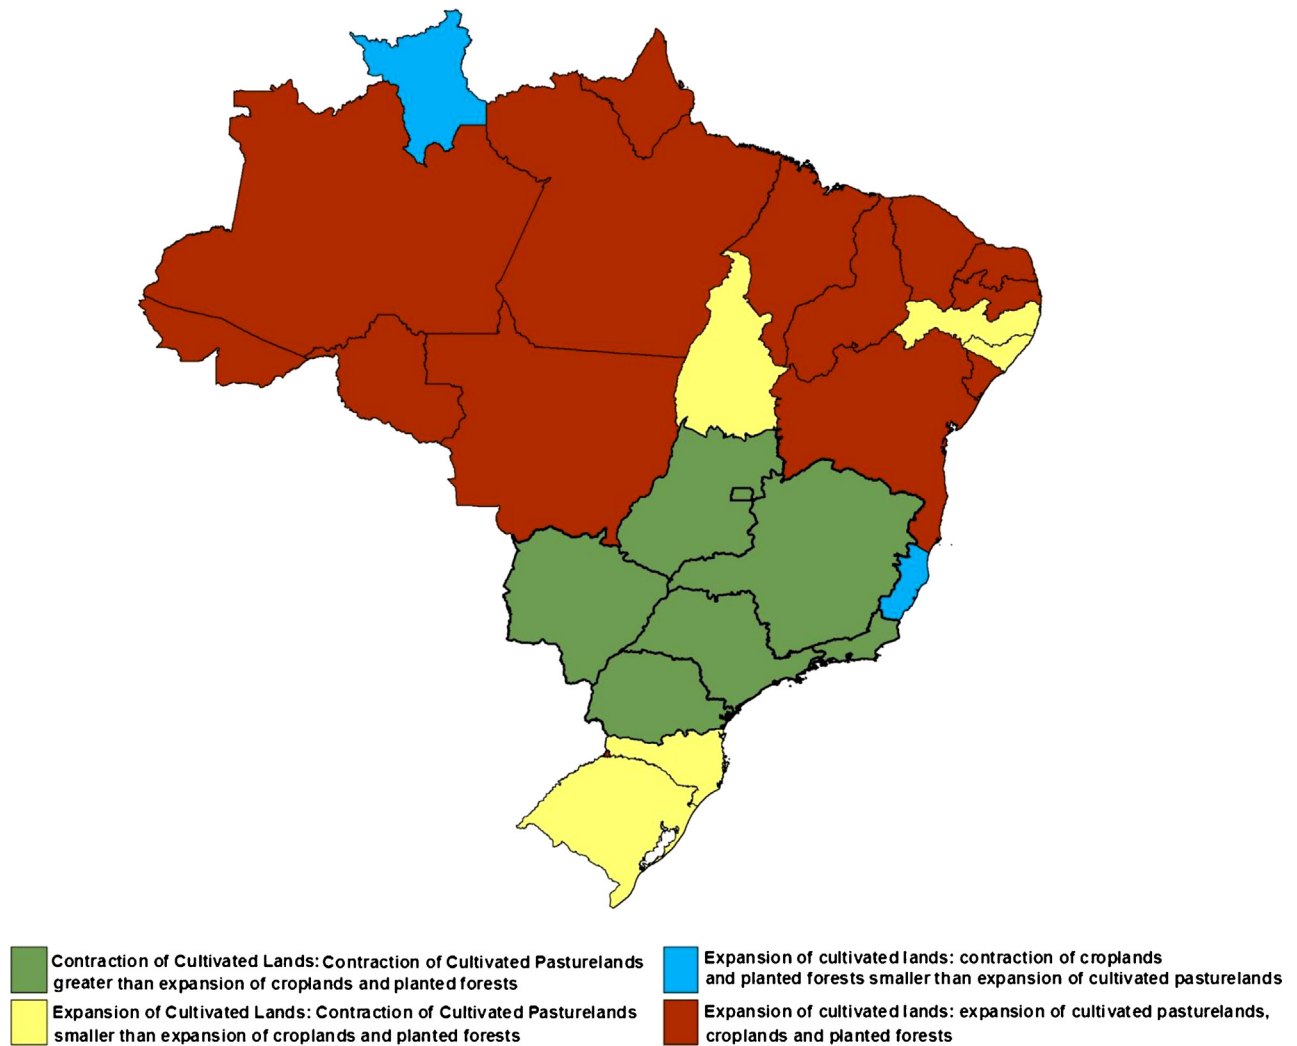 Contraction of Cultivated Lands: Contraction of Cultivated Pasturelands
greater than expansion of croplands and planted forests
Expansion of Cultivated Lands: Contraction of Cultivated Pasturelands
smaller than expansion of croplands and planted forests
Expansion of cultivated lands: contraction of croplands
and planted forests smaller than expansion of cultivated pasturelands
Expansion of cultivated lands: expansion of cultivated pasturelands,
croplands and planted forests